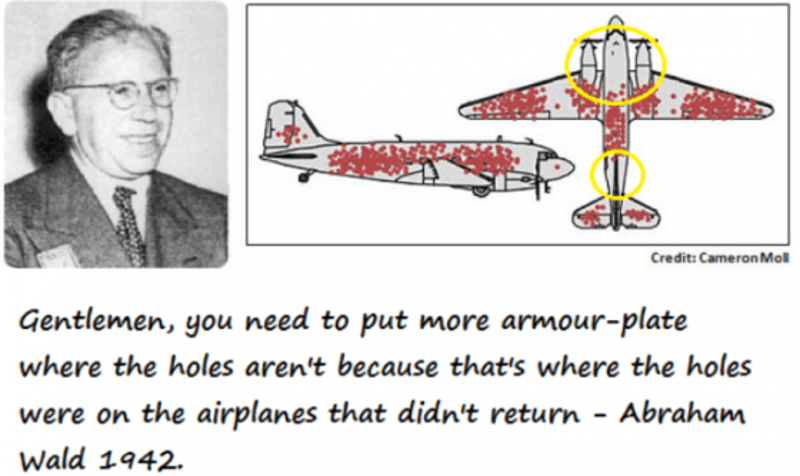 Credit: Cameron Moll
Gentlemen, you need to put more armour-plate
where the holes aren't because that's where the holes
were on the airplanes that didn't return - Abraham
Wald 1942.